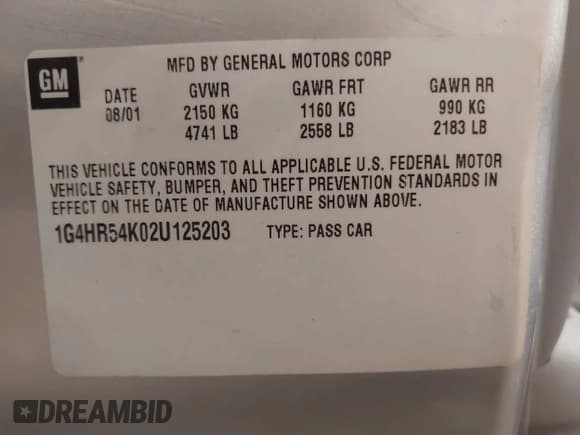 GM
MFD BY GENERAL MOTORS CORP
DATE GVWR GAWR FRT GAWR RR
08/01 2150 KG 1160 KG 990 KG
4741 LB 2558 LB 2183 LB
THIS VEHICLE CONFORMS TO ALL APPLICABLE U.S. FEDERAL MOTOR
VEHICLE SAFETY, BUMPER, AND THEFT PREVENTION STANDARDS IN
EFFECT ON THE DATE OF MANUFACTURE SHOWN ABOVE.
1G4HR54K02U125203 TYPE: PASS CAR
DREAMBID